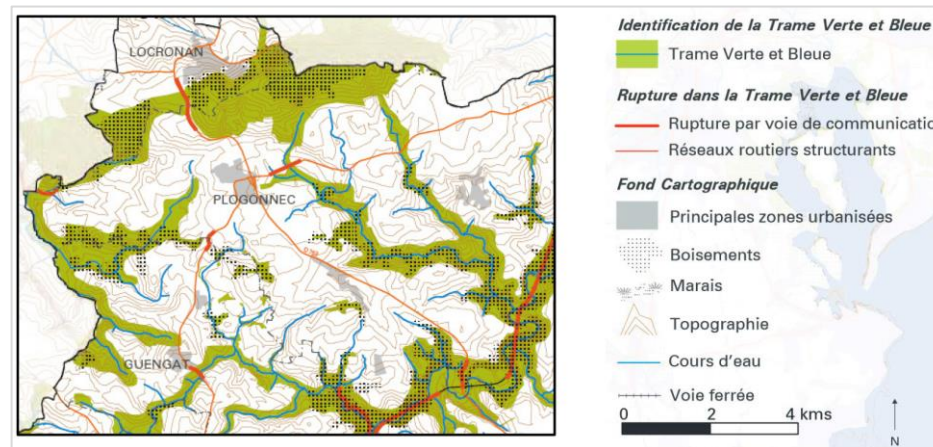 LOCRONAN
PLOGONNEC
GUENGAT
Identification de la Trame Verte et Bleue
Trame Verte et Bleue
Rupture dans la Trame Verte et Bleue
Rupture par voie de communicatio
Réseaux routiers structurants
Fond Cartographique
Principales zones urbanisées
Boisements
Marais
Topographie
Cours d'eau
Voie ferrée
0 2 4 kms
N